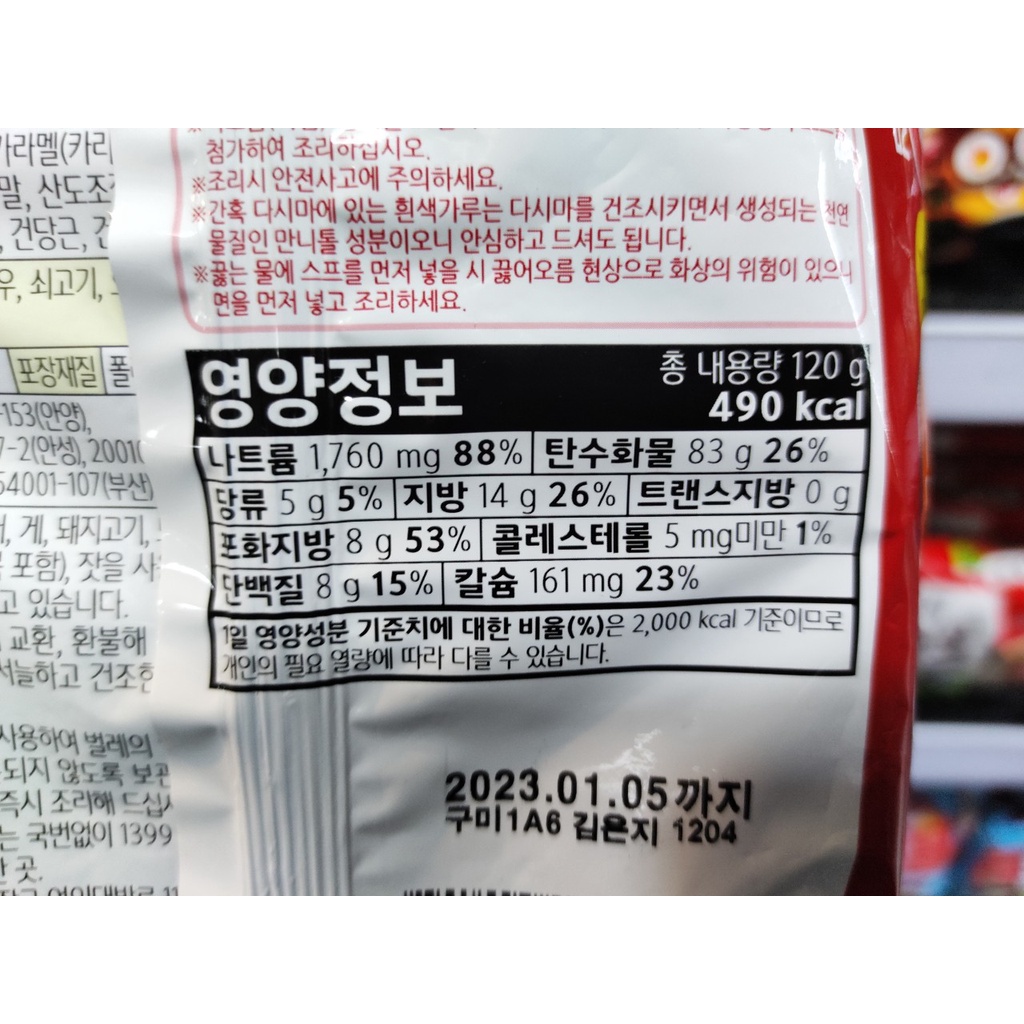 카라멜(카라
말, 산도조
, 건당근, 건
우, 쇠고기,
포장재질 폴
-153(안양),
7-2(안성), 2001(
54001-107(부산)
, 게, 돼지고기,
포함), 잣을 사
고 있습니다.
교환, 환불해
서늘하고 건조한
사용하여 벌레의
되지 않도록 보관
즉시 조리해 드십
는 국번없이 1399
곳.
첨가하여 조리하십시오.
※조리시 안전사고에 주의하세요.
※간혹 다시마에 있는 흰색가루는 다시마를 건조시키면서 생성되는 천연
물질인 만니톨 성분이오니 안심하고 드셔도 됩니다.
※끓는 물에 스프를 먼저 넣을 시 끓어오름 현상으로 화상의 위험이 있으니
면을 먼저 넣고 조리하세요.
영양정보 총 내용량 120 g
490 kcal
나트륨 1,760 mg 88% 탄수화물 83 g 26%
당류 5 g 5% 지방 14 g 26% 트랜스지방 0 g
포화지방 8 g 53% 콜레스테롤 5 mg미만 1%
단백질 8 g 15% 칼슘 161 mg 23%
1일 영양성분 기준치에 대한 비율(%)은 2,000 kcal 기준이므로
개인의 필요 열량에 따라 다를 수 있습니다.
2023.01.05까지
구미1A6 김은지 1204